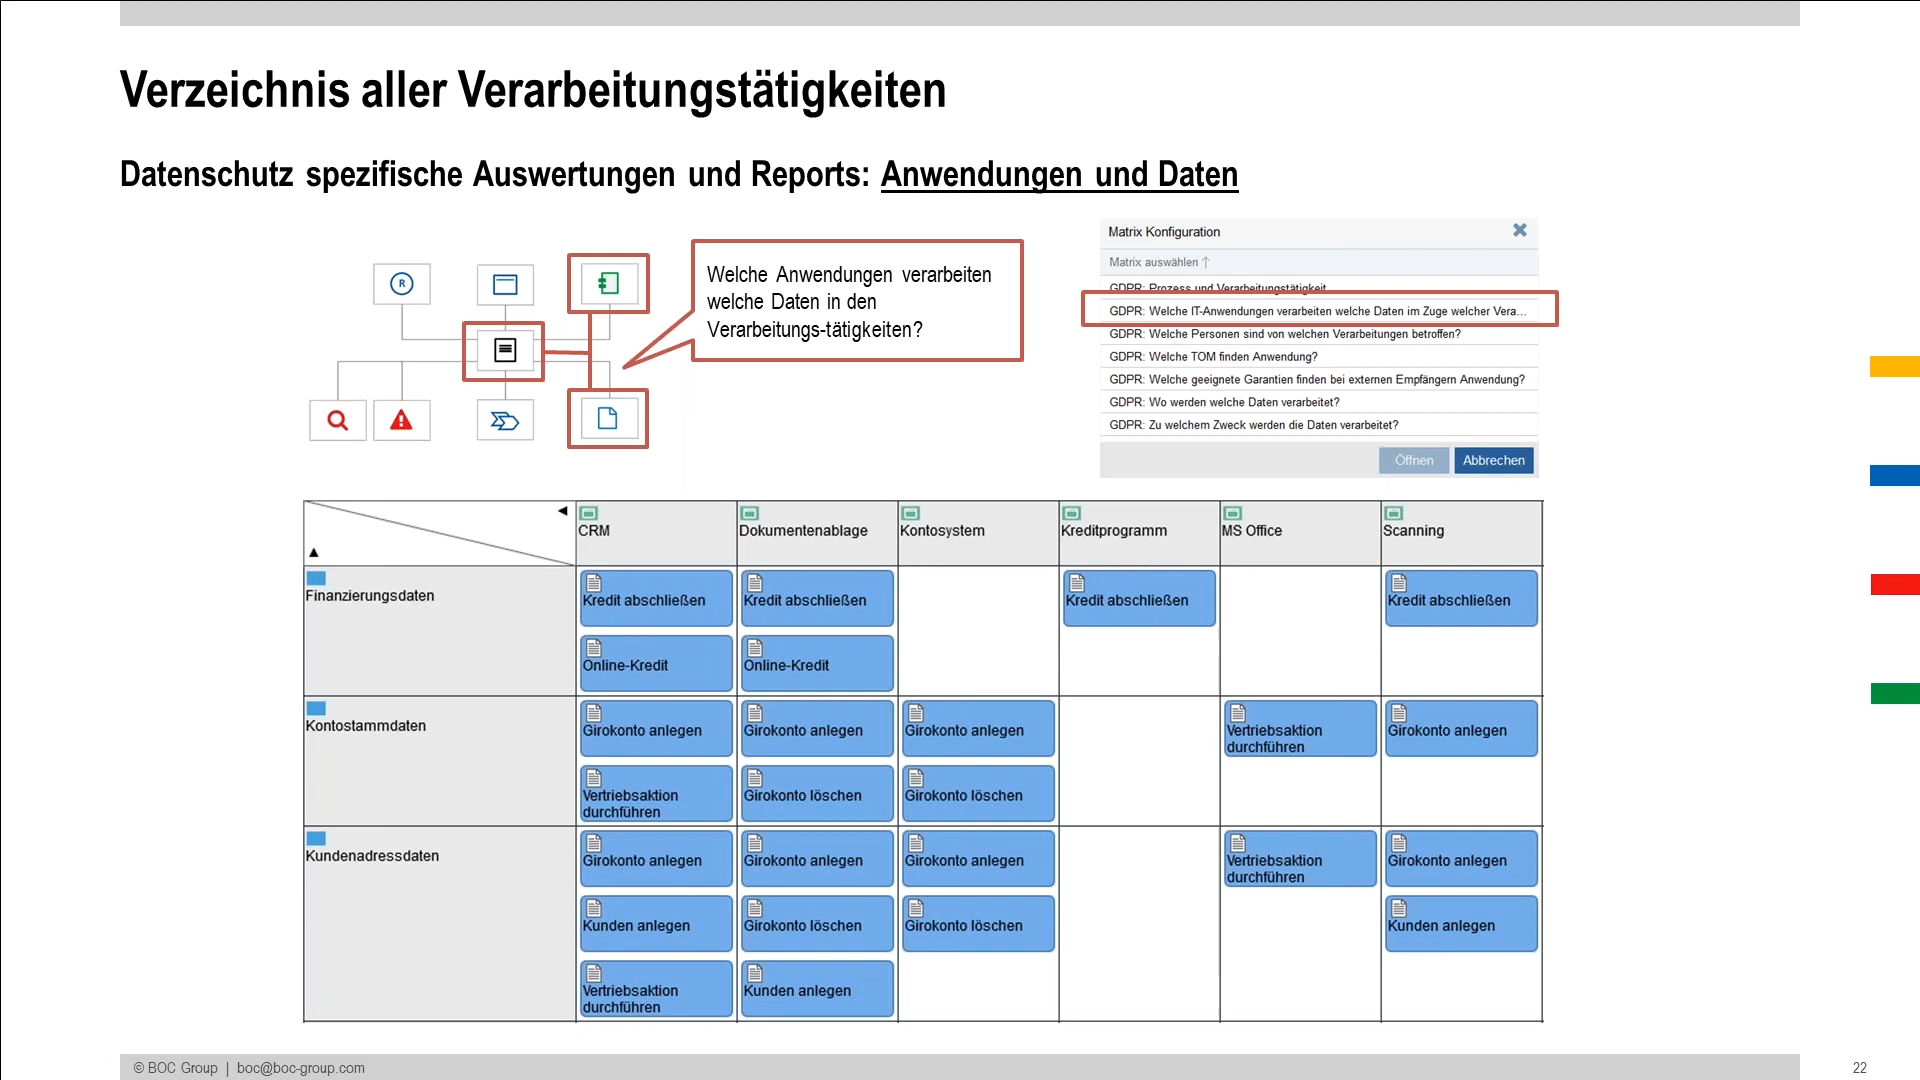 Verzeichnis aller Verarbeitungstätigkeiten
Datenschutz spezifische Auswertungen und Reports: Anwendungen und Daten
R
Welche Anwendungen verarbeiten
welche Daten in den
Verarbeitungs-tätigkeiten?
Matrix Konfiguration
Matrix auswählen
GDPR: Prozess und Verarbeitungstätigkeit
GDPR: Welche IT-Anwendungen verarbeiten welche Daten im Zuge welcher Vera...
GDPR: Welche Personen sind von welchen Verarbeitungen betroffen?
GDPR: Welche TOM finden Anwendung?
GDPR: Welche geeignete Garantien finden bei externen Empfängern Anwendung?
GDPR: Wo werden welche Daten verarbeitet?
GDPR: Zu welchem Zweck werden die Daten verarbeitet?
Öffnen Abbrechen
CRM Dokumentenablage Kontosystem Kreditprogramm MS Office Scanning
Finanzierungsdaten
Kredit abschließen Kredit abschließen Kredit abschließen Kredit abschließen
Online-Kredit Online-Kredit
Kontostammdaten
Girokonto anlegen Girokonto anlegen Girokonto anlegen Vertriebsaktion durchführen Girokonto anlegen
Vertriebsaktion durchführen Girokonto löschen Girokonto löschen
Kundenadressdaten
Girokonto anlegen Girokonto anlegen Girokonto anlegen Vertriebsaktion durchführen Girokonto anlegen
Kunden anlegen Girokonto löschen Girokonto löschen Kunden anlegen
Vertriebsaktion durchführen Kunden anlegen
© BOC Group | boc@boc-group.com
22